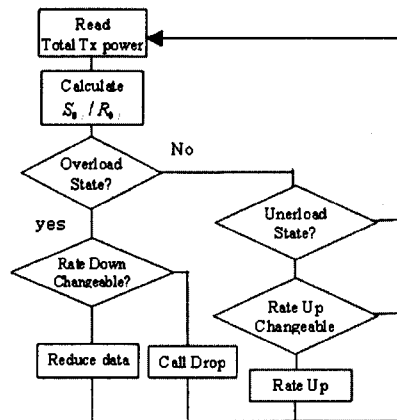 Read
Total Tx power
Calculate
S₀ / R₀
Overload
State?
No
yes
Unerload
State?
Rate Down
Changeable?
Rate Up
Changeable
Reduce data
Call Drop
Rate Up